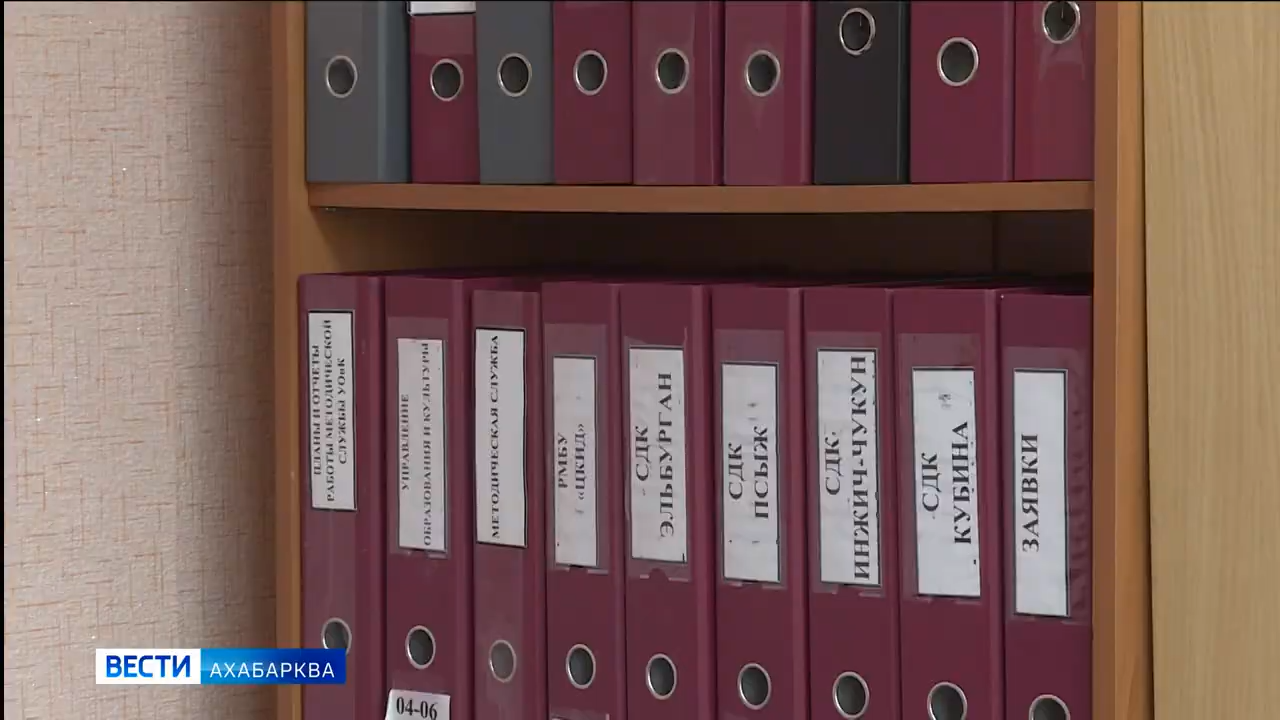 ПЛАНЫ И ОТЧЕТЫ
РАБОТЫ МЕТОДИЧЕСКОЙ
СЛУЖБЫ УОиК
УПРАВЛЕНИЕ
ОБРАЗОВАНИЯ И КУЛЬТУРЫ
МЕТОДИЧЕСКАЯ СЛУЖБА
РМБУ
«ЦКИД»
СДК
ЭЛЬБУРГАН
СДК
ПСЫЖ
СДК
ИНЖИЧ-ЧУКУН
СДК
КУБИНА
ЗАЯВКИ
04-06
ВЕСТИ АХАБАРКВА